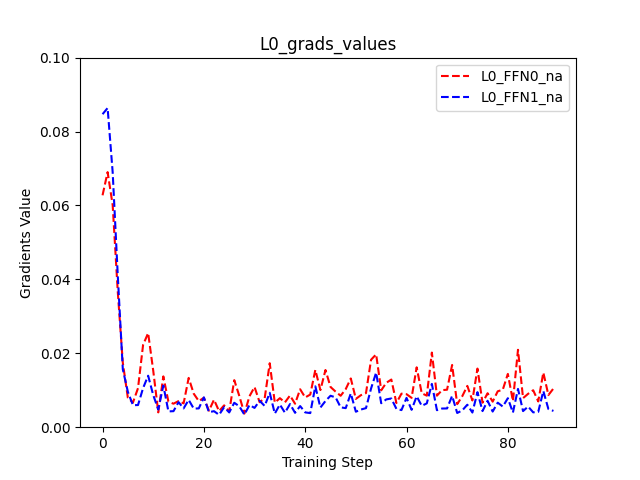 L0_grads_values
L0_FFN0_na
L0_FFN1_na
Gradients Value
0.10
0.08
0.06
0.04
0.02
0.00
0
20
40
60
80
Training Step